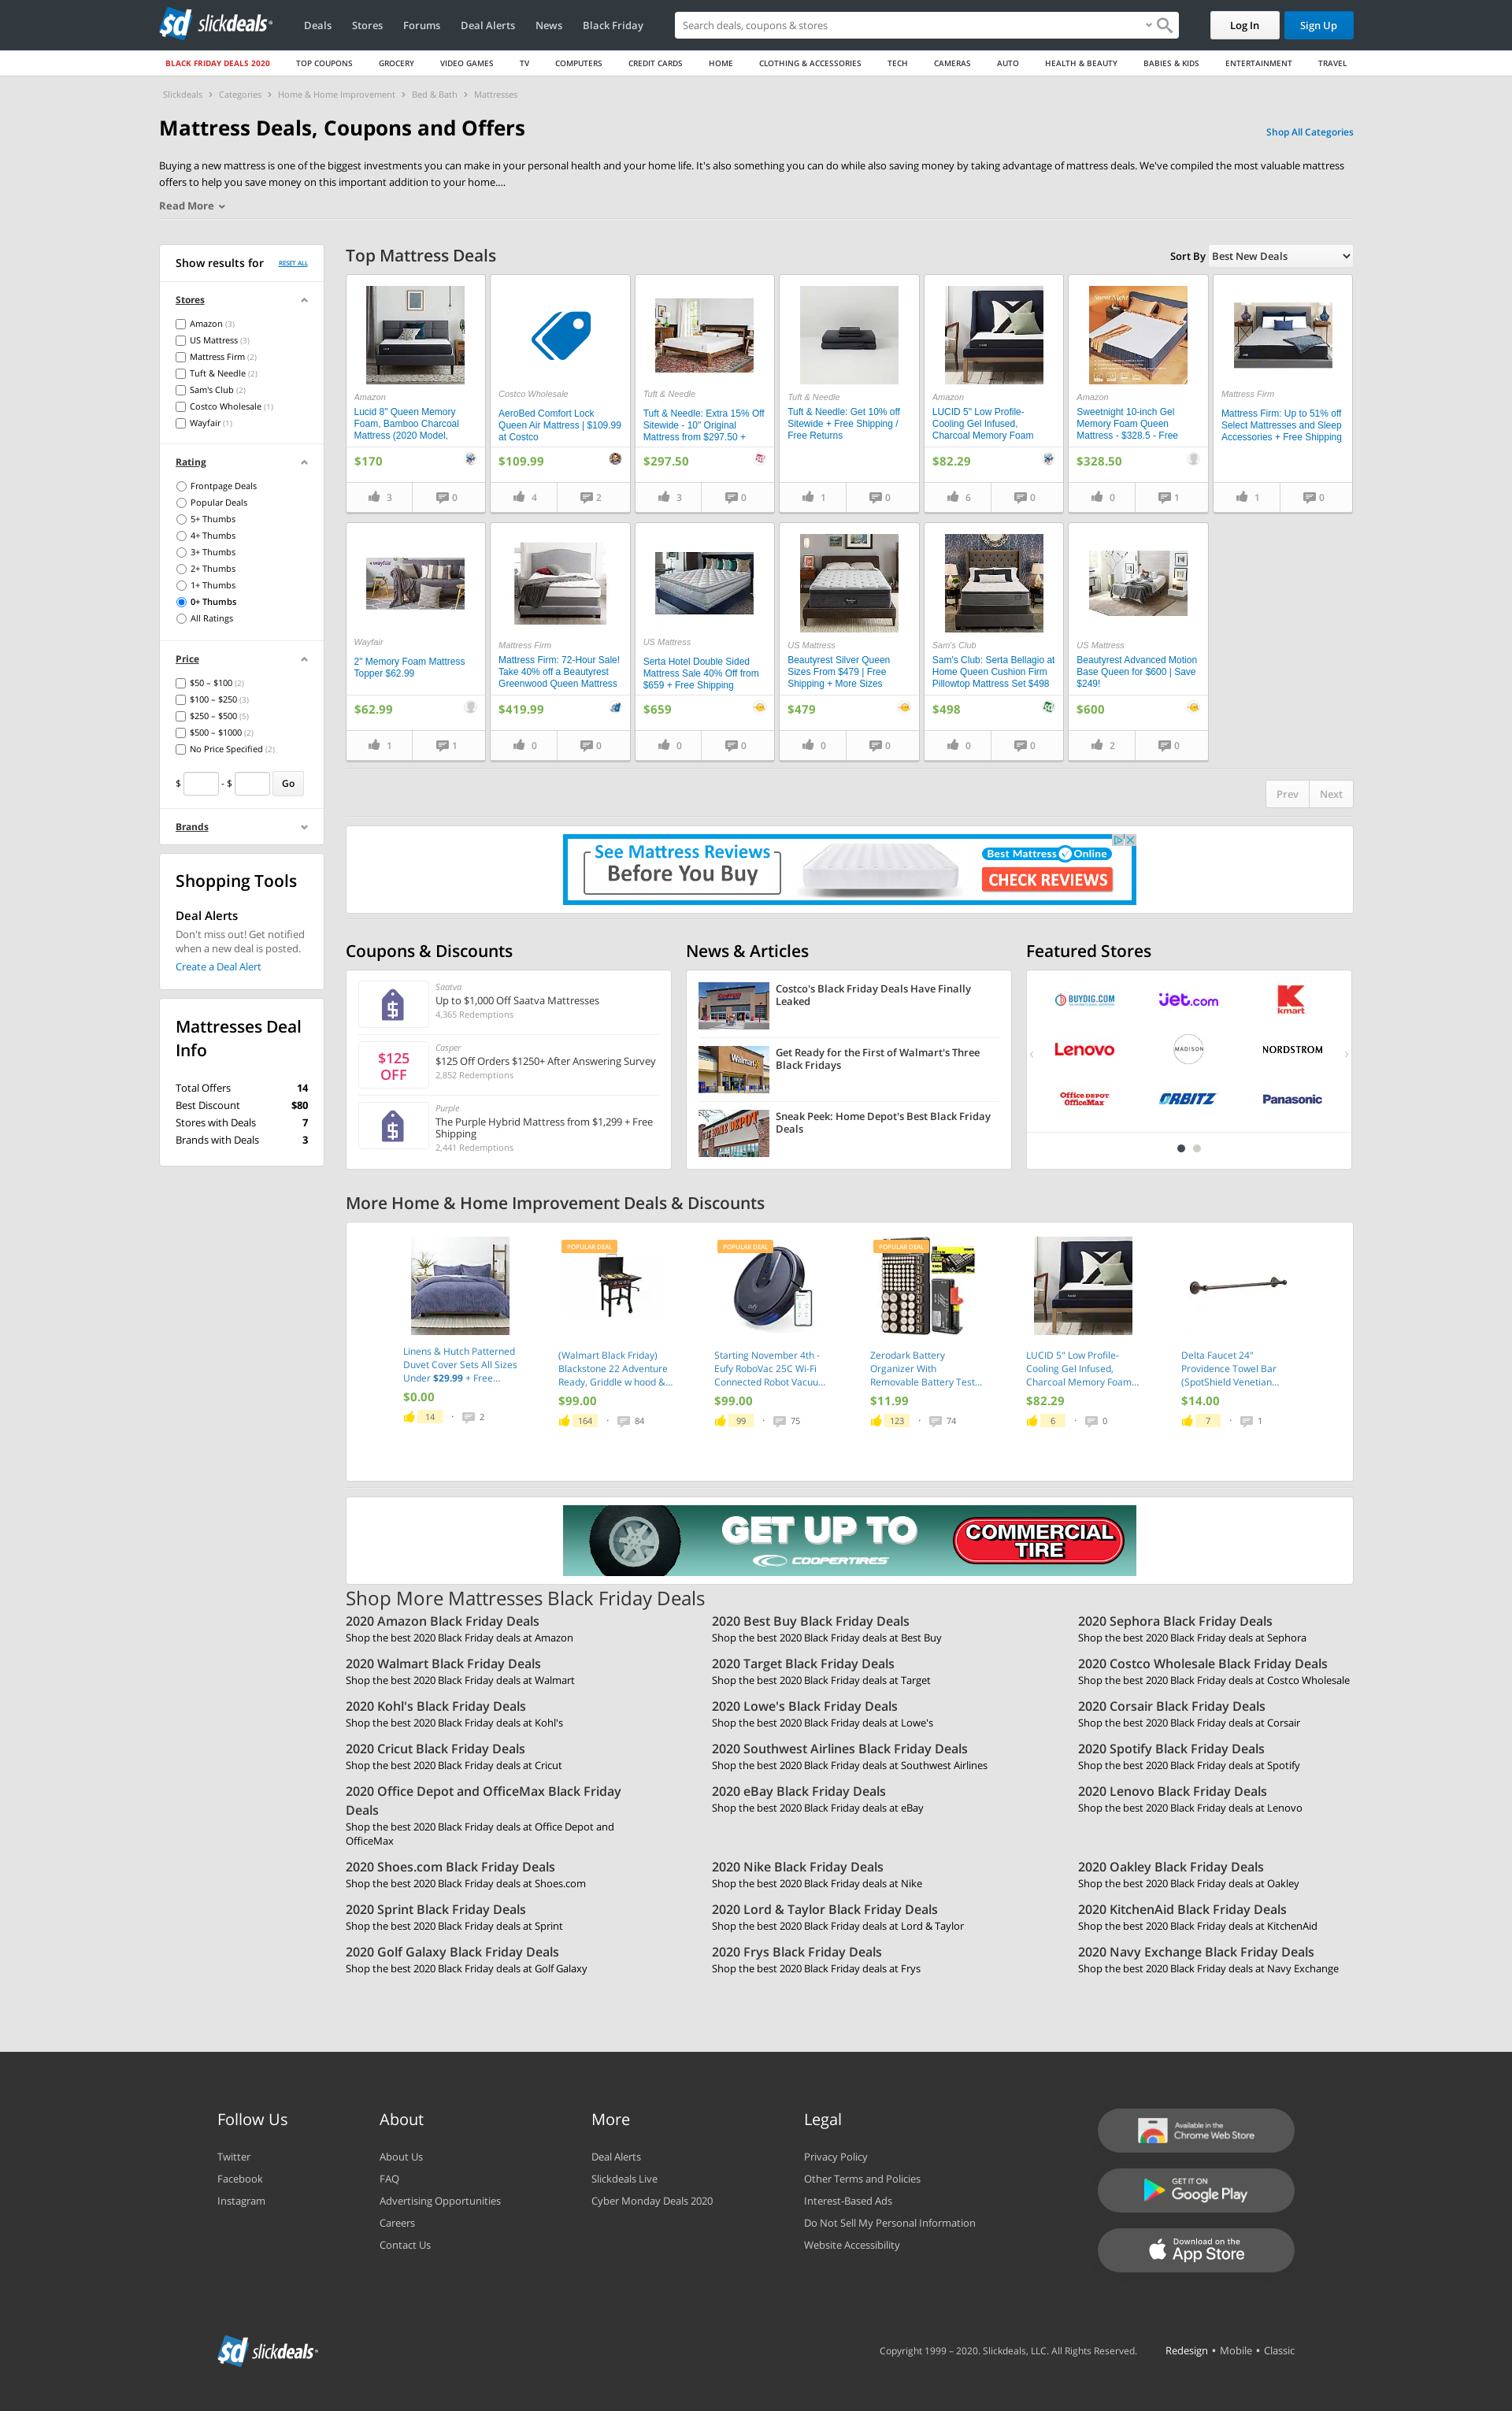 sd slickdeals
Deals Stores Forums Deal Alerts News Black Friday
Search deals, coupons & stores
Log In Sign Up
BLACK FRIDAY DEALS 2020 TOP COUPONS GROCERY VIDEO GAMES TV COMPUTERS CREDIT CARDS HOME CLOTHING & ACCESSORIES TECH CAMERAS AUTO HEALTH & BEAUTY BABIES & KIDS ENTERTAINMENT TRAVEL
Slickdeals › Categories › Home & Home Improvement › Bed & Bath › Mattresses
Mattress Deals, Coupons and Offers
Shop All Categories
Buying a new mattress is one of the biggest investments you can make in your personal health and your home life. It's also something you can do while also saving money by taking advantage of mattress deals. We've compiled the most valuable mattress
offers to help you save money on this important addition to your home....
Read More
Show results for RESET ALL
Stores
Amazon (3)
US Mattress (3)
Mattress Firm (2)
Tuft & Needle (2)
Sam's Club (2)
Costco Wholesale (1)
Wayfair (1)
Rating
Frontpage Deals
Popular Deals
5+ Thumbs
4+ Thumbs
3+ Thumbs
2+ Thumbs
1+ Thumbs
0+ Thumbs
All Ratings
Price
$50 – $100 (2)
$100 – $250 (3)
$250 – $500 (5)
$500 – $1000 (2)
No Price Specified (2)
$ - $ Go
Brands
Shopping Tools
Deal Alerts
Don't miss out! Get notified
when a new deal is posted.
Create a Deal Alert
Mattresses Deal
Info
Total Offers 14
Best Discount $80
Stores with Deals 7
Brands with Deals 3
Top Mattress Deals
Sort By Best New Deals
Amazon
Lucid 8" Queen Memory
Foam, Bamboo Charcoal
Mattress (2020 Model,
$170
3 0
Costco Wholesale
AeroBed Comfort Lock
Queen Air Mattress | $109.99
at Costco
$109.99
4 2
Tuft & Needle
Tuft & Needle: Extra 15% Off
Sitewide - 10" Original
Mattress from $297.50 +
$297.50
3 0
Tuft & Needle
Tuft & Needle: Get 10% off
Sitewide + Free Shipping /
Free Returns
1 0
Amazon
LUCID 5" Low Profile-
Cooling Gel Infused,
Charcoal Memory Foam
$82.29
6 0
Sweet Night
Amazon
Sweetnight 10-inch Gel
Memory Foam Queen
Mattress - $328.5 - Free
$328.50
0 1
Mattress Firm
Mattress Firm: Up to 51% off
Select Mattresses and Sleep
Accessories + Free Shipping
1 0
wayfair
Wayfair
2" Memory Foam Mattress
Topper $62.99
$62.99
1 1
Mattress Firm
Mattress Firm: 72-Hour Sale!
Take 40% off a Beautyrest
Greenwood Queen Mattress
$419.99
0 0
US Mattress
Serta Hotel Double Sided
Mattress Sale 40% Off from
$659 + Free Shipping
$659
0 0
US Mattress
Beautyrest Silver Queen
Sizes From $479 | Free
Shipping + More Sizes
$479
0 0
Sam's Club
Sam's Club: Serta Bellagio at
Home Queen Cushion Firm
Pillowtop Mattress Set $498
$498
0 0
US Mattress
Beautyrest Advanced Motion
Base Queen for $600 | Save
$249!
$600
2 0
Prev Next
See Mattress Reviews
Before You Buy
Best Mattress Online
CHECK REVIEWS
Coupons & Discounts
Saatva
Up to $1,000 Off Saatva Mattresses
4,365 Redemptions
$125
OFF
Casper
$125 Off Orders $1250+ After Answering Survey
2,852 Redemptions
Purple
The Purple Hybrid Mattress from $1,299 + Free
Shipping
2,441 Redemptions
News & Articles
Costco's Black Friday Deals Have Finally
Leaked
Walmart
Get Ready for the First of Walmart's Three
Black Fridays
THE HOME DEPOT
Sneak Peek: Home Depot's Best Black Friday
Deals
Featured Stores
BUYDIG.COM
jet.com
K
kmart
Lenovo
MADISON
NORDSTROM
Office DEPOT
OfficeMax
ORBITZ
Panasonic
More Home & Home Improvement Deals & Discounts
Linens & Hutch Patterned
Duvet Cover Sets All Sizes
Under $29.99 + Free...
$0.00
14 · 2
POPULAR DEAL
(Walmart Black Friday)
Blackstone 22 Adventure
Ready, Griddle w hood &...
$99.00
164 · 84
POPULAR DEAL
eufy
Starting November 4th -
Eufy RoboVac 25C Wi-Fi
Connected Robot Vacuu...
$99.00
99 · 75
POPULAR DEAL
Zerodark Battery
Organizer With
Removable Battery Test...
$11.99
123 · 74
LUCID 5" Low Profile-
Cooling Gel Infused,
Charcoal Memory Foam...
$82.29
6 · 0
Delta Faucet 24"
Providence Towel Bar
(SpotShield Venetian...
$14.00
7 · 1
GET UP TO
COOPERTIRES
COMMERCIAL
TIRE
Shop More Mattresses Black Friday Deals
2020 Amazon Black Friday Deals
Shop the best 2020 Black Friday deals at Amazon
2020 Best Buy Black Friday Deals
Shop the best 2020 Black Friday deals at Best Buy
2020 Sephora Black Friday Deals
Shop the best 2020 Black Friday deals at Sephora
2020 Walmart Black Friday Deals
Shop the best 2020 Black Friday deals at Walmart
2020 Target Black Friday Deals
Shop the best 2020 Black Friday deals at Target
2020 Costco Wholesale Black Friday Deals
Shop the best 2020 Black Friday deals at Costco Wholesale
2020 Kohl's Black Friday Deals
Shop the best 2020 Black Friday deals at Kohl's
2020 Lowe's Black Friday Deals
Shop the best 2020 Black Friday deals at Lowe's
2020 Corsair Black Friday Deals
Shop the best 2020 Black Friday deals at Corsair
2020 Cricut Black Friday Deals
Shop the best 2020 Black Friday deals at Cricut
2020 Southwest Airlines Black Friday Deals
Shop the best 2020 Black Friday deals at Southwest Airlines
2020 Spotify Black Friday Deals
Shop the best 2020 Black Friday deals at Spotify
2020 Office Depot and OfficeMax Black Friday
Deals
Shop the best 2020 Black Friday deals at Office Depot and
OfficeMax
2020 eBay Black Friday Deals
Shop the best 2020 Black Friday deals at eBay
2020 Lenovo Black Friday Deals
Shop the best 2020 Black Friday deals at Lenovo
2020 Shoes.com Black Friday Deals
Shop the best 2020 Black Friday deals at Shoes.com
2020 Nike Black Friday Deals
Shop the best 2020 Black Friday deals at Nike
2020 Oakley Black Friday Deals
Shop the best 2020 Black Friday deals at Oakley
2020 Sprint Black Friday Deals
Shop the best 2020 Black Friday deals at Sprint
2020 Lord & Taylor Black Friday Deals
Shop the best 2020 Black Friday deals at Lord & Taylor
2020 KitchenAid Black Friday Deals
Shop the best 2020 Black Friday deals at KitchenAid
2020 Golf Galaxy Black Friday Deals
Shop the best 2020 Black Friday deals at Golf Galaxy
2020 Frys Black Friday Deals
Shop the best 2020 Black Friday deals at Frys
2020 Navy Exchange Black Friday Deals
Shop the best 2020 Black Friday deals at Navy Exchange
Follow Us
Twitter
Facebook
Instagram
About
About Us
FAQ
Advertising Opportunities
Careers
Contact Us
More
Deal Alerts
Slickdeals Live
Cyber Monday Deals 2020
Legal
Privacy Policy
Other Terms and Policies
Interest-Based Ads
Do Not Sell My Personal Information
Website Accessibility
Available in the
Chrome Web Store
GET IT ON
Google Play
Download on the
App Store
sd slickdeals
Copyright 1999 – 2020. Slickdeals, LLC. All Rights Reserved.
Redesign • Mobile • Classic